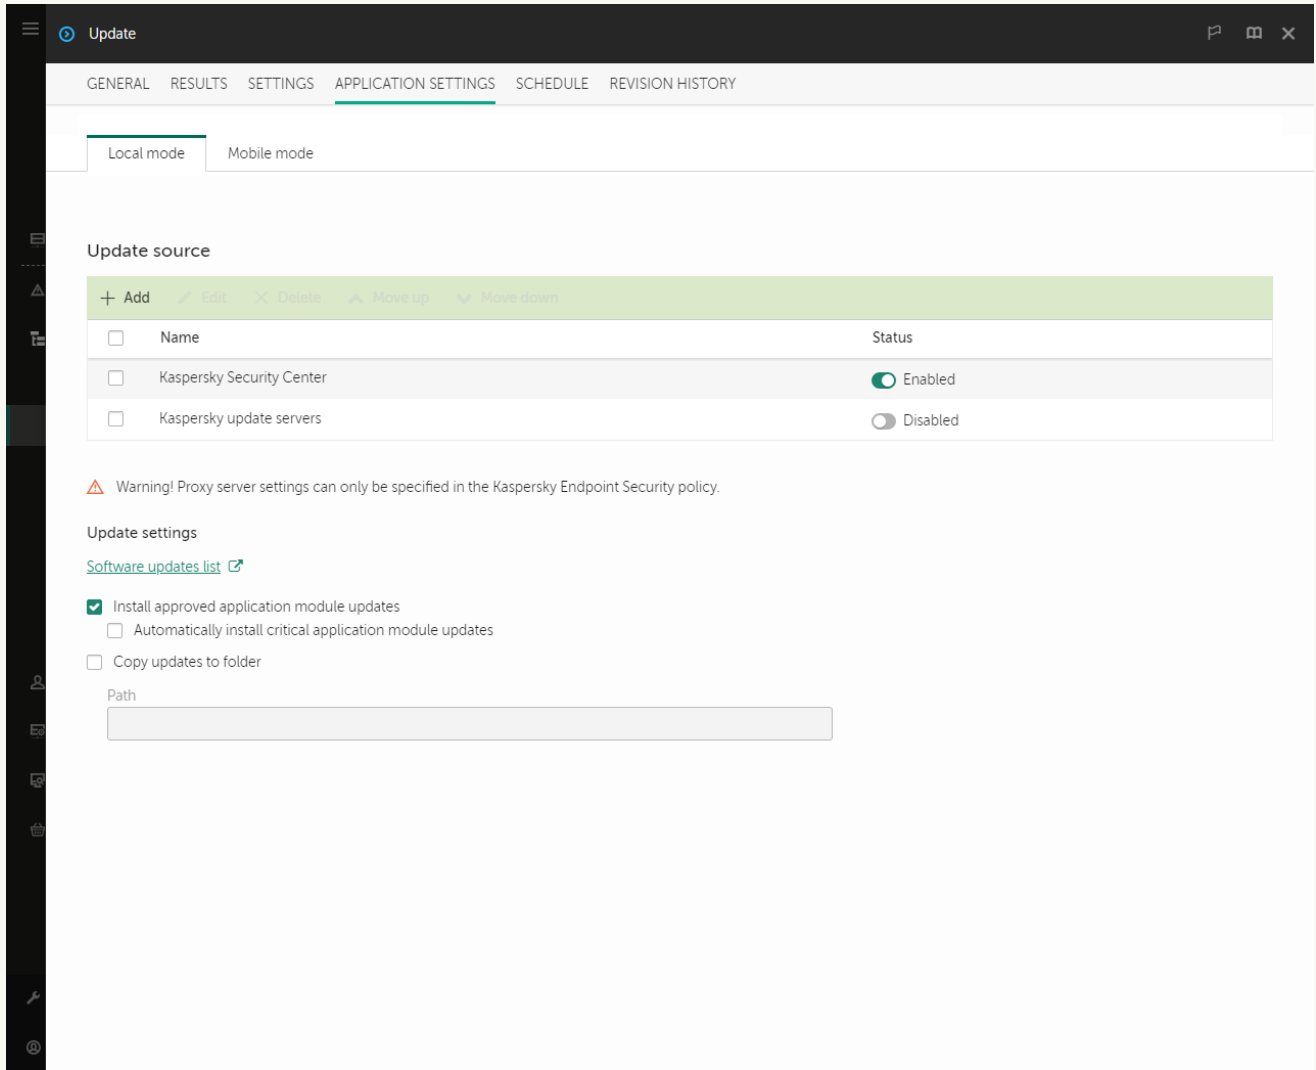 Update
GENERAL RESULTS SETTINGS APPLICATION SETTINGS SCHEDULE REVISION HISTORY
Local mode Mobile mode
Update source
Add Edit Delete Move up Move down
Name Status
Kaspersky Security Center Enabled
Kaspersky update servers Disabled
Warning! Proxy server settings can only be specified in the Kaspersky Endpoint Security policy.
Update settings
Software updates list
Install approved application module updates
Automatically install critical application module updates
Copy updates to folder
Path